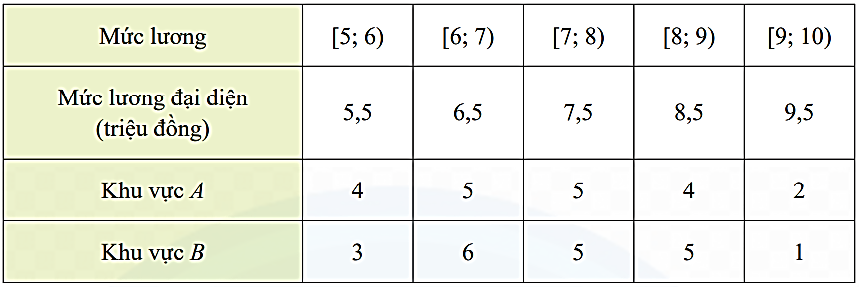 Mức lương [5; 6) [6; 7) [7; 8) [8; 9) [9; 10)
Mức lương đại diện
(triệu đồng) 5,5 6,5 7,5 8,5 9,5
Khu vực A 4 5 5 4 2
Khu vực B 3 6 5 5 1